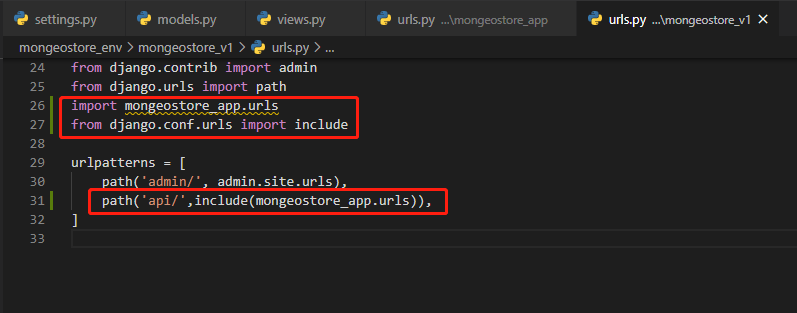 settings.py models.py views.py urls.py ...\mongeostore_app urls.py ...\mongeostore_v1 ×
mongeostore_env > mongeostore_v1 > urls.py > ...
24 from django.contrib import admin
25 from django.urls import path
26 import mongeostore_app.urls
27 from django.conf.urls import include
28
29 urlpatterns = [
30 path('admin/', admin.site.urls),
31 path('api/',include(mongeostore_app.urls)),
32 ]
33